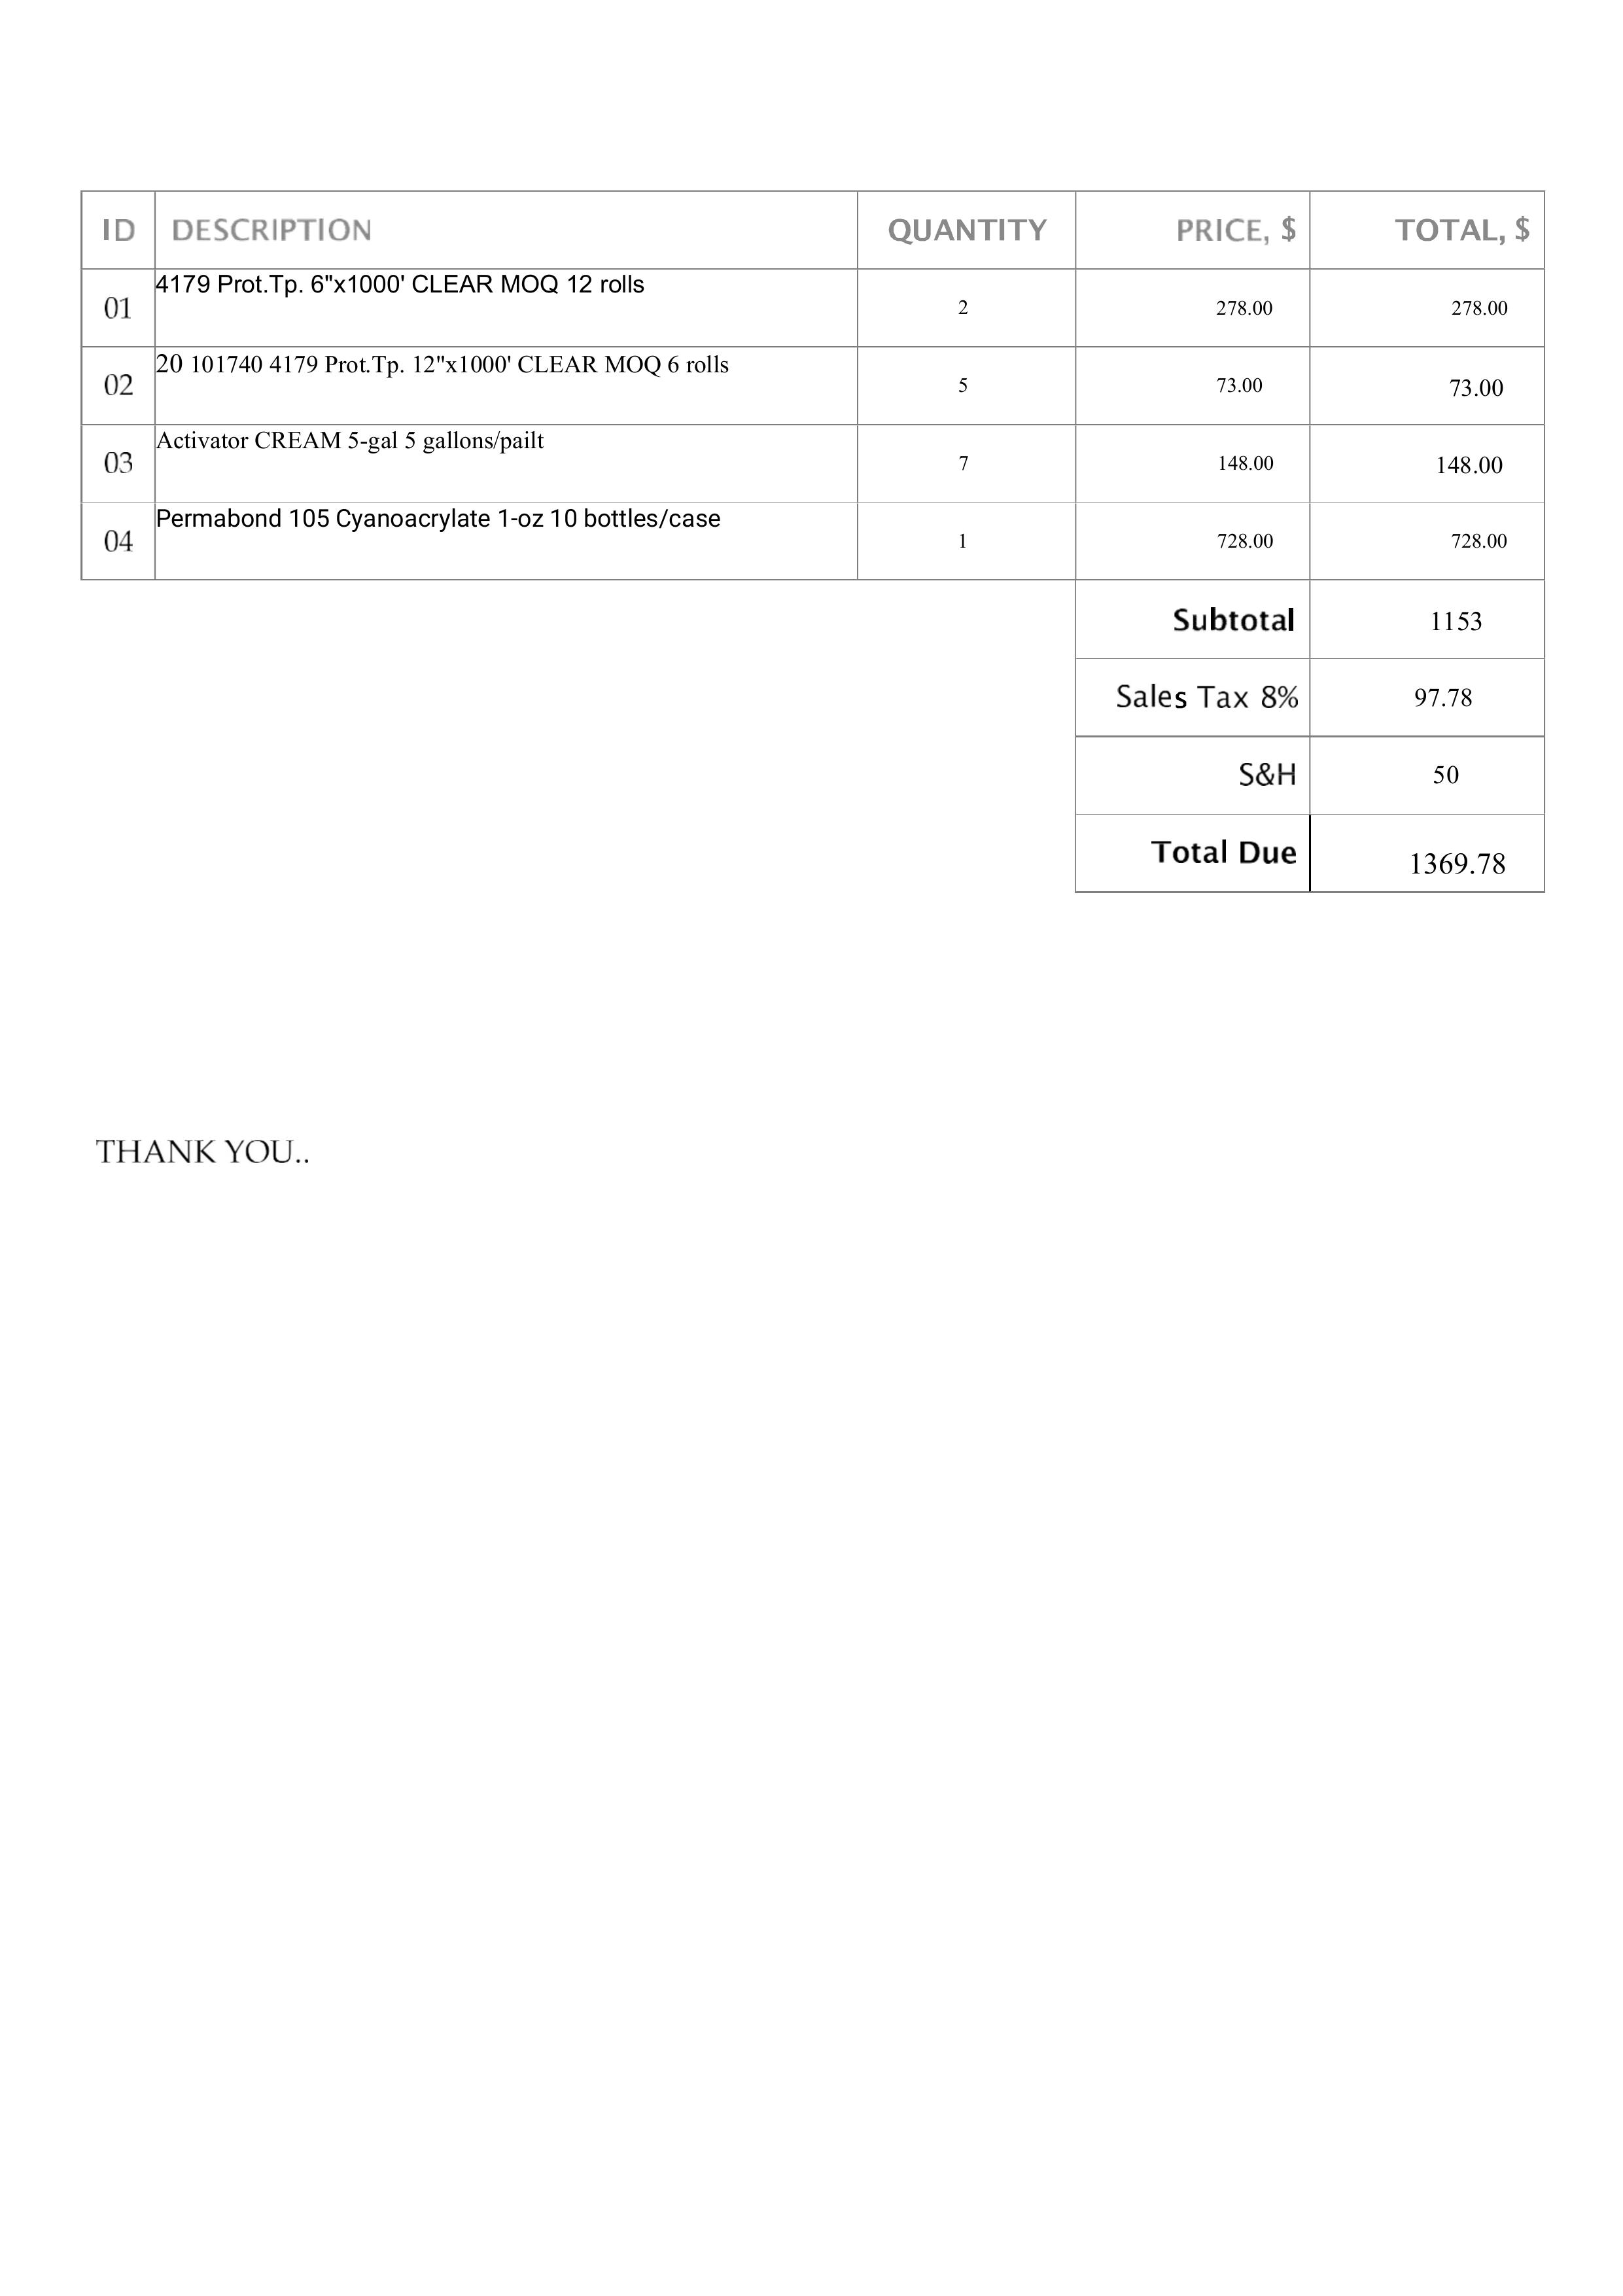 ID DESCRIPTION QUANTITY PRICE, $ TOTAL, $
01 4179 Prot.Tp. 6"x1000' CLEAR MOQ 12 rolls 2 278.00 278.00
02 20 101740 4179 Prot.Tp. 12"x1000' CLEAR MOQ 6 rolls 5 73.00 73.00
03 Activator CREAM 5-gal 5 gallons/pailt 7 148.00 148.00
04 Permabond 105 Cyanoacrylate 1-oz 10 bottles/case 1 728.00 728.00
Subtotal 1153
Sales Tax 8% 97.78
S&H 50
Total Due 1369.78
THANK YOU..